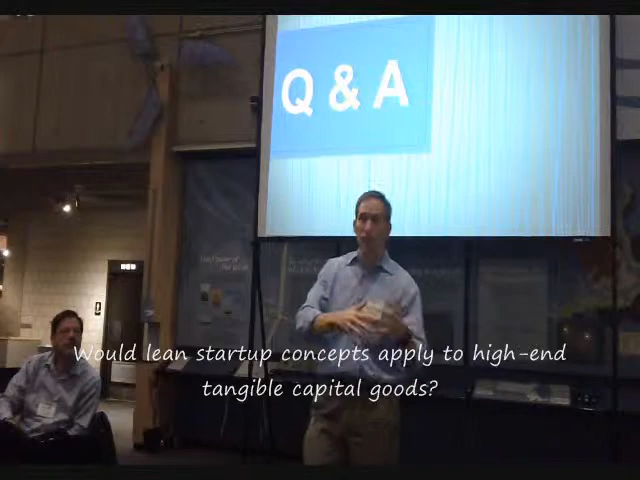 Q & A
Would lean startup concepts apply to high-end
tangible capital goods?